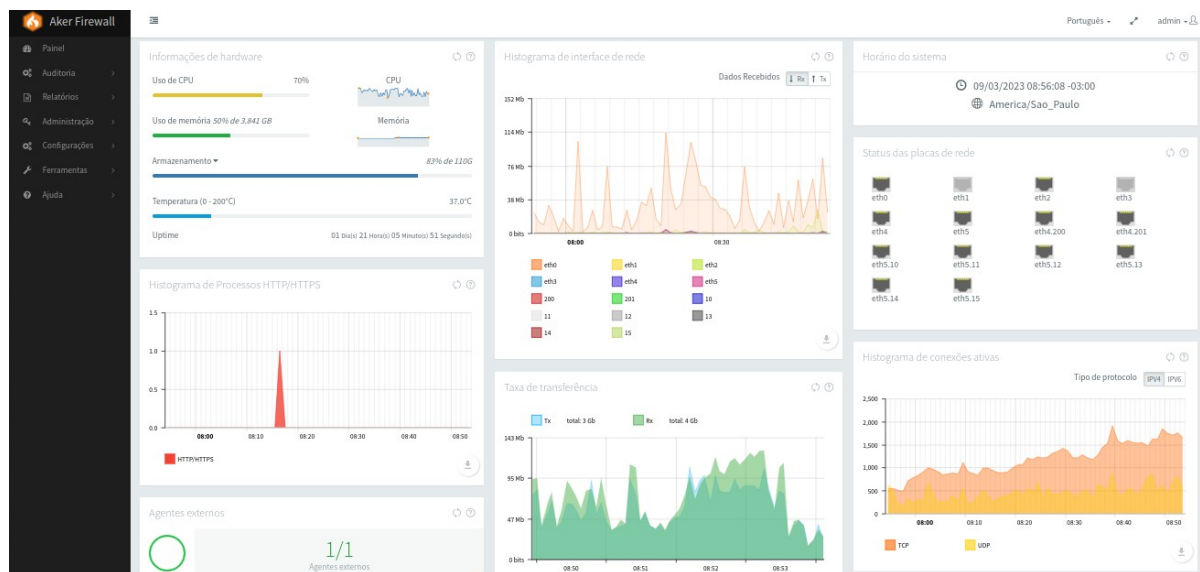 Aker Firewall
Português
admin
Painel
Auditoria
Relatórios
Administração
Configurações
Ferramentas
Ajuda
Informações de hardware
Uso de CPU 70% CPU
Uso de memória 50% de 3.841 GB Memória
Armazenamento 83% de 110G
Temperatura (0 - 200°C) 37.0°C
Uptime 01 Dia(s) 21 Hora(s) 05 Minuto(s) 51 Segundo(s)
Histograma de Processos HTTP/HTTPS
1.5
1.0
0.5
0.0
08:00 08:10 08:20 08:30 08:40 08:50
HTTP/HTTPS
Agentes externos
1/1
Agentes externos
Histograma de interface de rede
Dados Recebidos Rx Tx
152 Mb
114 Mb
76 Mb
38 Mb
0 bits
08:00 08:30
eth0 eth1 eth2
eth3 eth4 eth5
200 201 10
11 12 13
14 15
Taxa de transferência
Tx total: 3 Gb Rx total: 4 Gb
143 Mb
95 Mb
47 Mb
0 bits
08:50 08:51 08:52 08:53
Horário do sistema
09/03/2023 08:56:08 -03:00
America/Sao_Paulo
Status das placas de rede
eth0 eth1 eth2 eth3
eth4 eth5 eth4.200 eth4.201
eth5.10 eth5.11 eth5.12 eth5.13
eth5.14 eth5.15
Histograma de conexões ativas
Tipo de protocolo IPV4 IPV6
2,500
2,000
1,500
1,000
500
0
08:00 08:10 08:20 08:30 08:40 08:50
TCP UDP